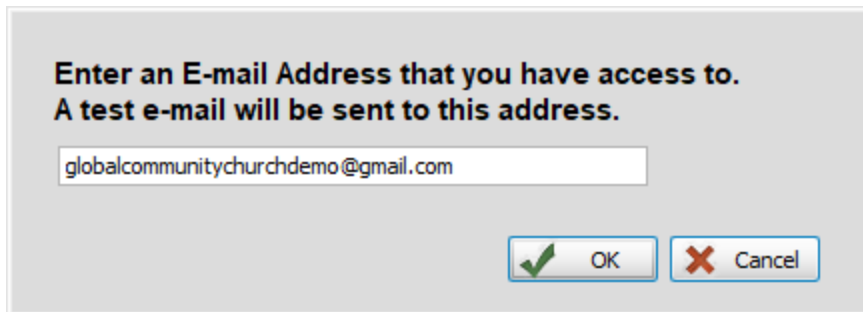 Enter an E-mail Address that you have access to.
A test e-mail will be sent to this address.
globalcommunitychurchdemo@gmail.com
OK Cancel